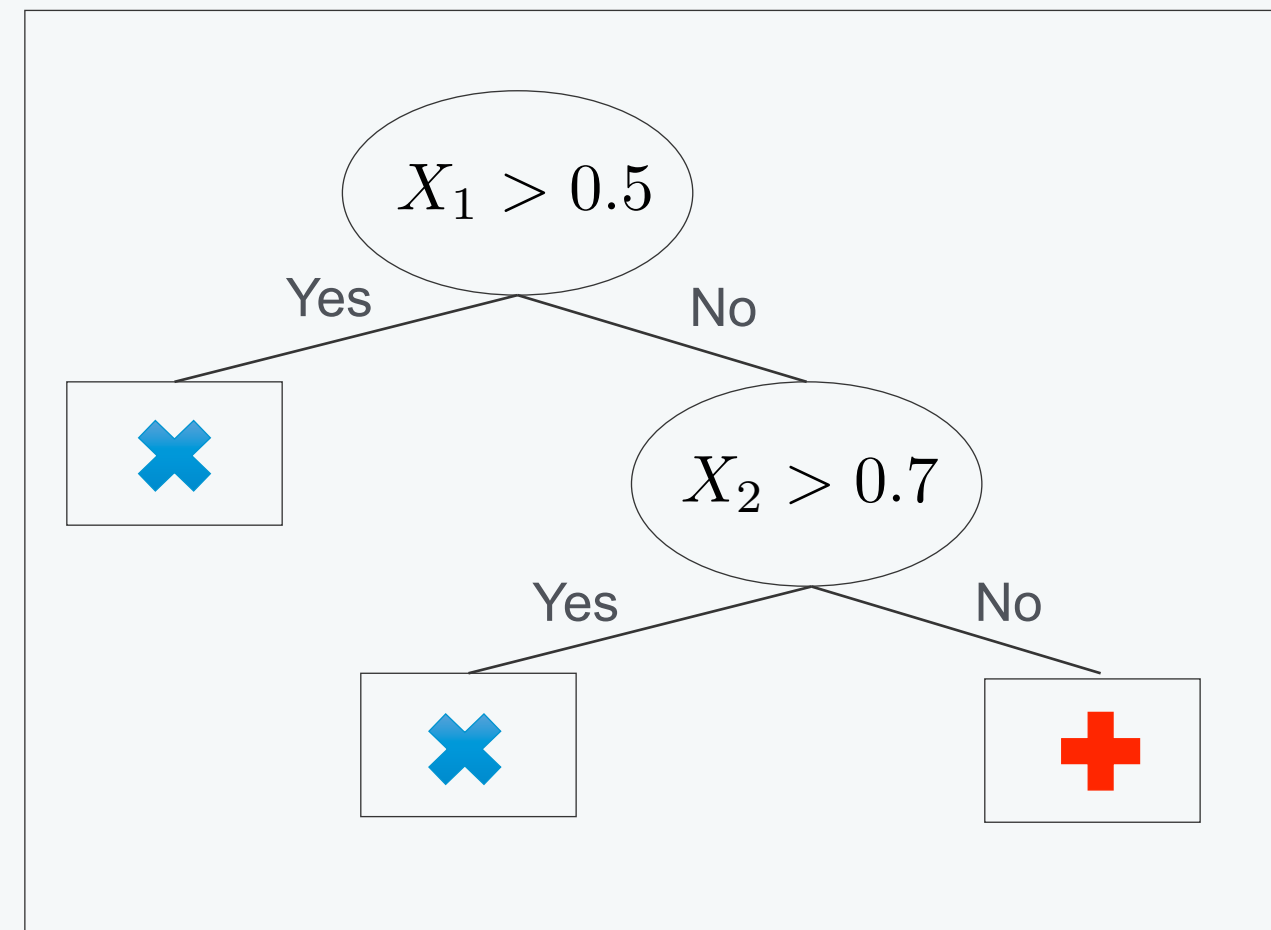 X₁ > 0.5
Yes
No
X₂ > 0.7
Yes
No